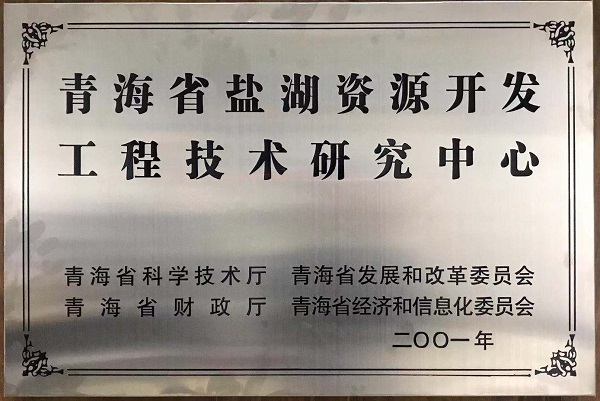 青海省盐湖资源开发
工程技术研究中心
青海省科学技术厅 青海省发展和改革委员会
青海省财政厅 青海省经济和信息化委员会
二〇〇一年